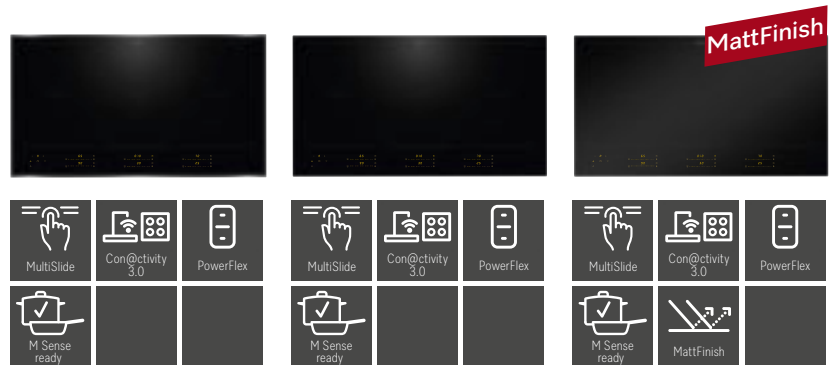 MattFinish
MultiSlide
Con@ctivity
3.0
PowerFlex
MultiSlide
Con@ctivity
3.0
PowerFlex
MultiSlide
Con@ctivity
3.0
PowerFlex
M Sense
ready
M Sense
ready
M Sense
ready
MattFinish